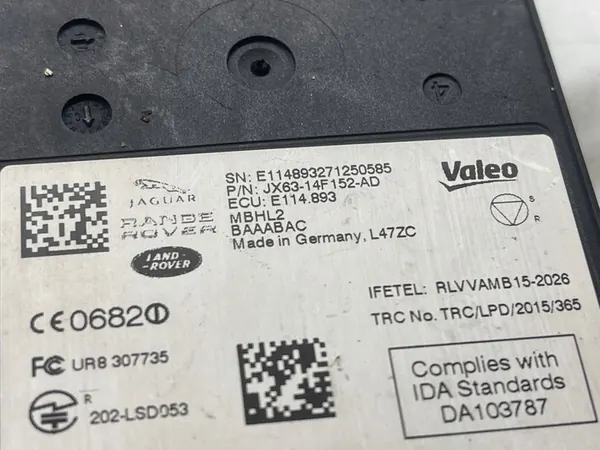 SN: E114893271250585
P/N: JX63-14F152-AD
ECU: E114.893
MBHL2
BAAABAC
Made in Germany, L47ZC
Valeo
JAGUAR
RANGE
ROVER
LAND-
ROVER
S
R
IFETEL: RLVVAMB15-2026
TRC No. TRC/LPD/2015/365
CE0682
FC UR8 307735
R
202-LSD053
Complies with
IDA Standards
DA103787